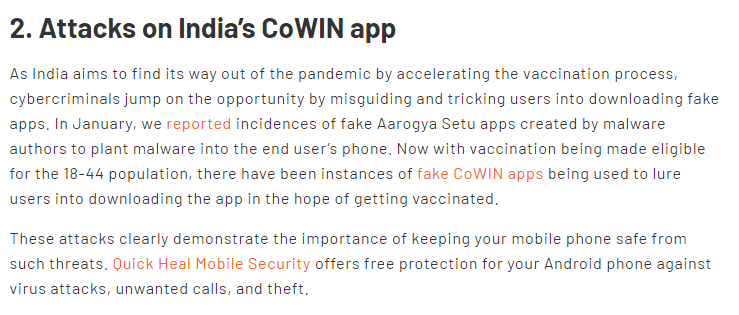 2. Attacks on India's CoWIN app
As India aims to find its way out of the pandemic by accelerating the vaccination process,
cybercriminals jump on the opportunity by misguiding and tricking users into downloading fake
apps. In January, we reported incidences of fake Aarogya Setu apps created by malware
authors to plant malware into the end user's phone. Now with vaccination being made eligible
for the 18-44 population, there have been instances of fake CoWIN apps being used to lure
users into downloading the app in the hope of getting vaccinated.
These attacks clearly demonstrate the importance of keeping your mobile phone safe from
such threats. Quick Heal Mobile Security offers free protection for your Android phone against
virus attacks, unwanted calls, and theft.